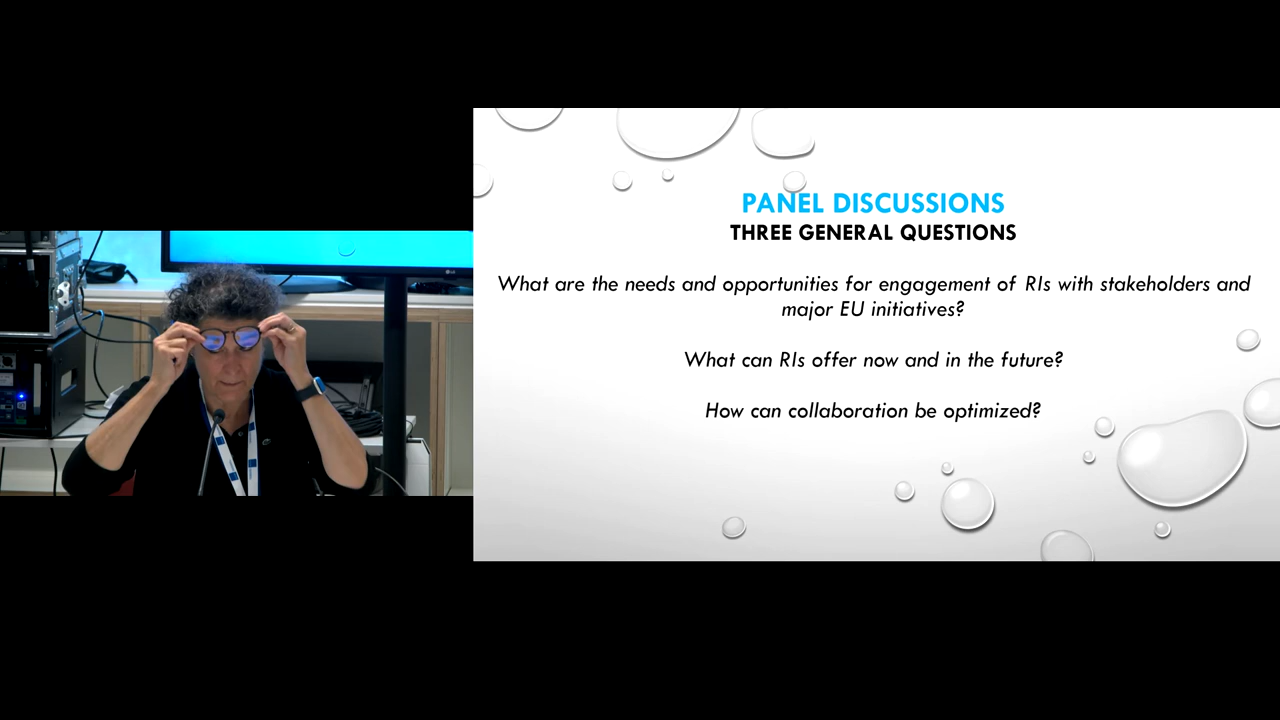 PANEL DISCUSSIONS
THREE GENERAL QUESTIONS
What are the needs and opportunities for engagement of RIs with stakeholders and
major EU initiatives?
What can RIs offer now and in the future?
How can collaboration be optimized?
LG